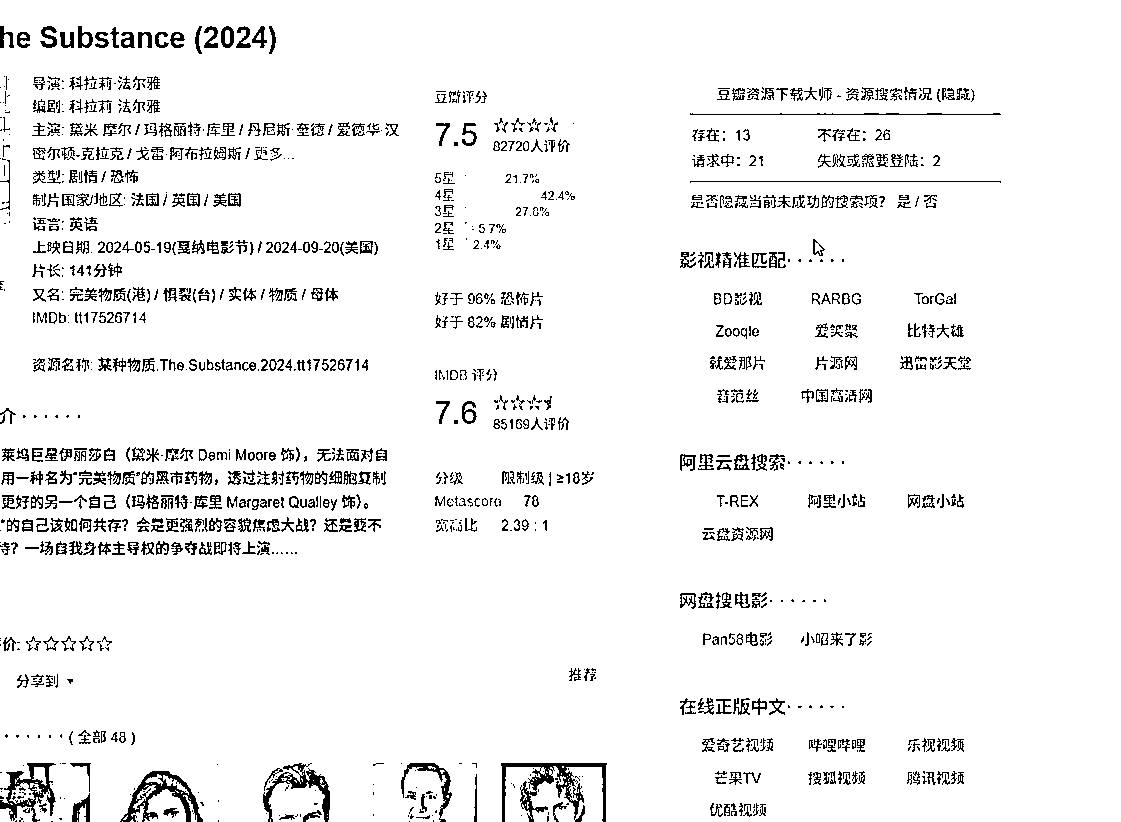 he Substance (2024)
导演: 科拉莉·法尔雅
编剧: 科拉莉·法尔雅
主演: 黛米·摩尔 / 玛格丽特·库里 / 丹尼斯·奎德 / 爱德华·汉
密尔顿-克拉克 / 戈雷·阿布拉姆斯 / 更多...
类型: 剧情 / 恐怖
制片国家/地区: 法国 / 英国 / 美国
语言: 英语
上映日期: 2024-05-19(戛纳电影节) / 2024-09-20(美国)
片长: 141分钟
又名: 完美物质(港) / 惧裂(台) / 实体 / 物质 / 母体
IMDb: tt17526714
资源名称: 某种物质.The.Substance.2024.tt17526714
豆瓣评分
7.5
82720人评价
5星 21.7%
4星 42.4%
3星 27.8%
2星 5.7%
1星 2.4%
好于 96% 恐怖片
好于 82% 剧情片
IMDB 评分
7.6
85169人评价
分级 限制级 | ≥18岁
Metascore 78
宽高比 2.39 : 1
介 · · · · · ·
莱坞巨星伊丽莎白（黛米·摩尔 Demi Moore 饰），无法面对自
用一种名为“完美物质”的黑市药物，透过注射药物的细胞复制
更好的另一个自己（玛格丽特·库里 Margaret Qualley 饰）。
”的自己该如何共存？会是更强烈的容貌焦虑大战？还是要不
待？一场自我身体主导权的争夺战即将上演……
价: ☆☆☆☆☆
分享到
推荐
· · · · · · ( 全部 48 )
豆瓣资源下载大师 - 资源搜索情况 (隐藏)
存在：13 不存在：26
请求中：21 失败或需要登陆：2
是否隐藏当前未成功的搜索项？ 是 / 否
影视精准匹配 · · · · · ·
BD影视 RARBG TorGal
Zooqle 爱笑聚 比特大雄
就爱那片 片源网 迅雷影天堂
音范丝 中国高清网
阿里云盘搜索 · · · · · ·
T-REX 阿里小站 网盘小站
云盘资源网
网盘搜电影 · · · · · ·
Pan58电影 小昭来了影
在线正版中文 · · · · · ·
爱奇艺视频 哔哩哔哩 乐视视频
芒果TV 搜狐视频 腾讯视频
优酷视频